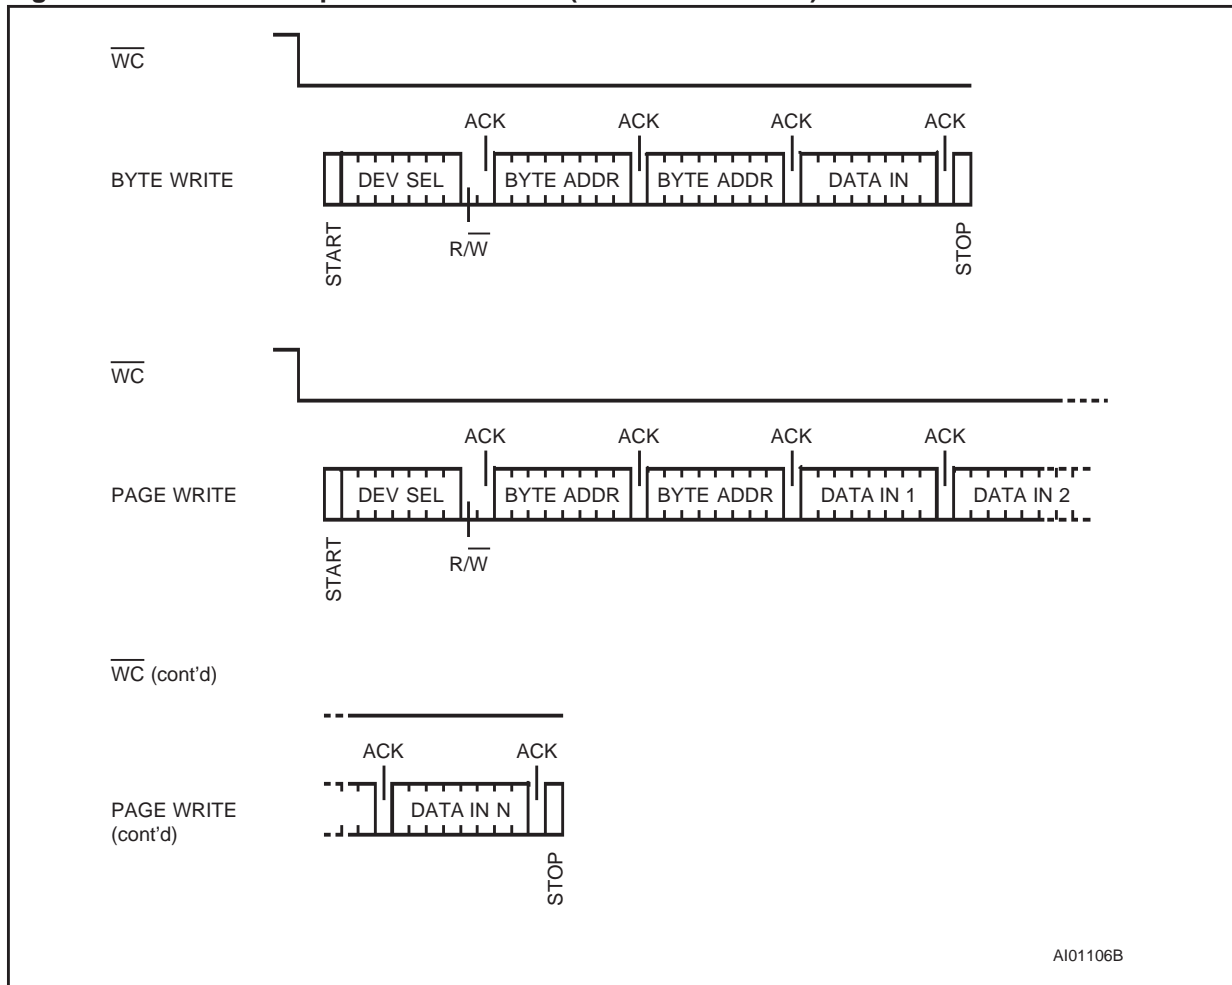 WC
ACK ACK ACK ACK
BYTE WRITE DEV SEL BYTE ADDR BYTE ADDR DATA IN
START R/W STOP
WC
ACK ACK ACK ACK
PAGE WRITE DEV SEL BYTE ADDR BYTE ADDR DATA IN 1 DATA IN 2
START R/W
WC (cont'd)
ACK ACK
PAGE WRITE DATA IN N
(cont'd)
STOP
AI01106B